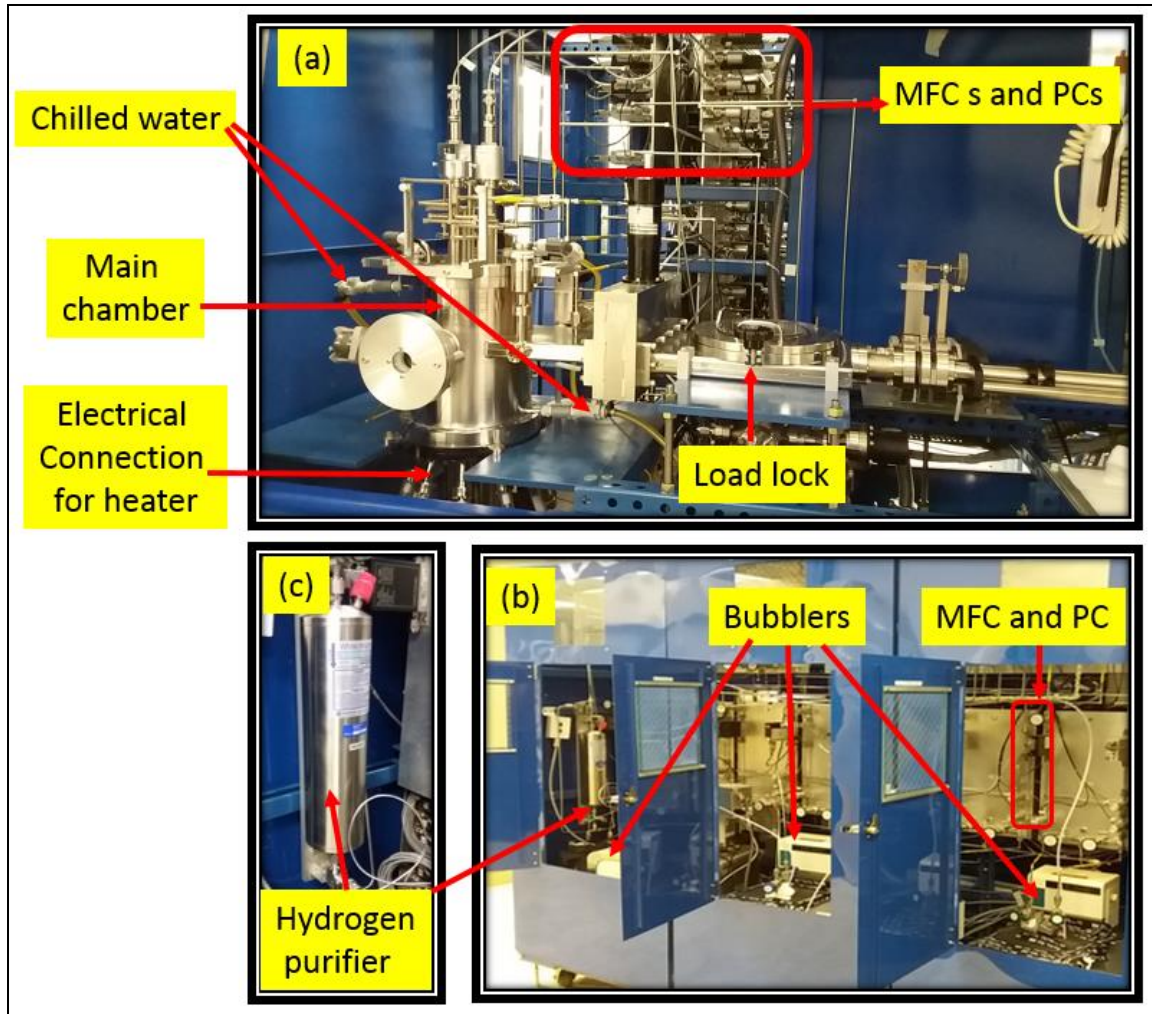 (a)
MFC s and PCs
Chilled water
Main
chamber
Electrical
Connection
for heater
Load lock
(c)
(b)
Bubblers
MFC and PC
Hydrogen
purifier